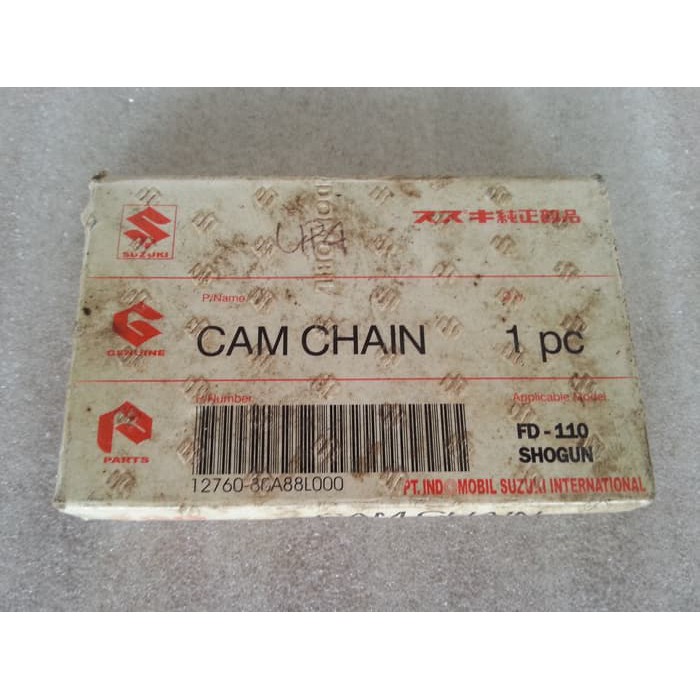 SUZUKI
スズキ純正部品
P/Name
CAM CHAIN
1 pc
GENUINE
P/Number
Applicable Model
FD - 110
SHOGUN
PARTS
PT. INDOMOBIL SUZUKI INTERNATIONAL